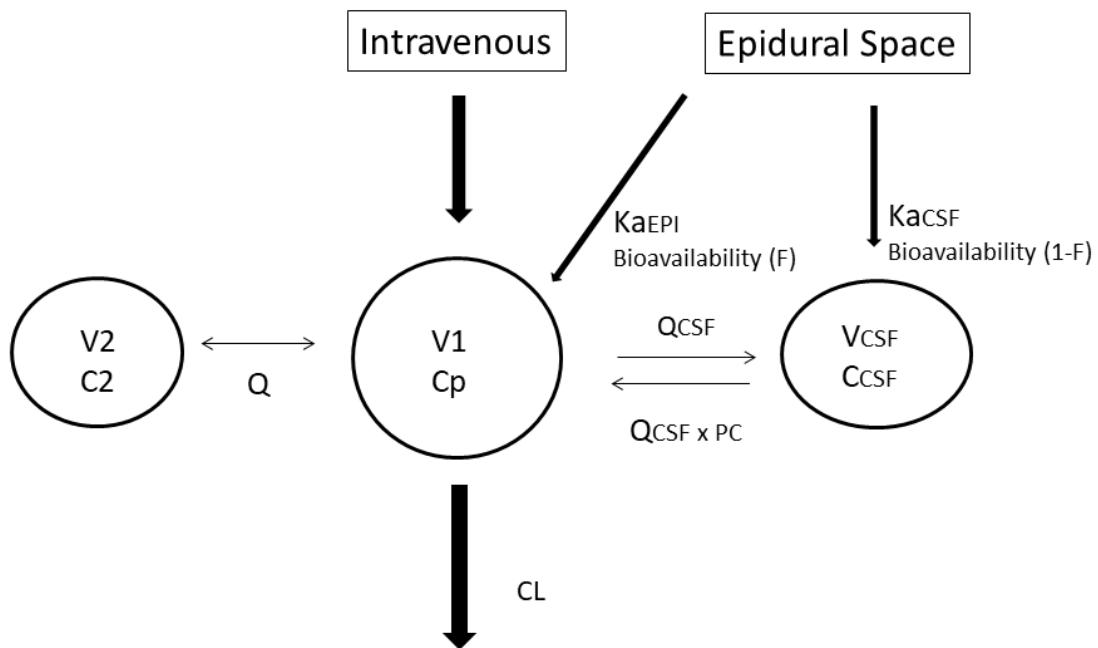 Intravenous
Epidural Space
KaEPI
Bioavailability (F)
KaCSF
Bioavailability (1-F)
V2
C2
Q
V1
Cp
QCSF
QCSF x PC
VCSF
CCSF
CL